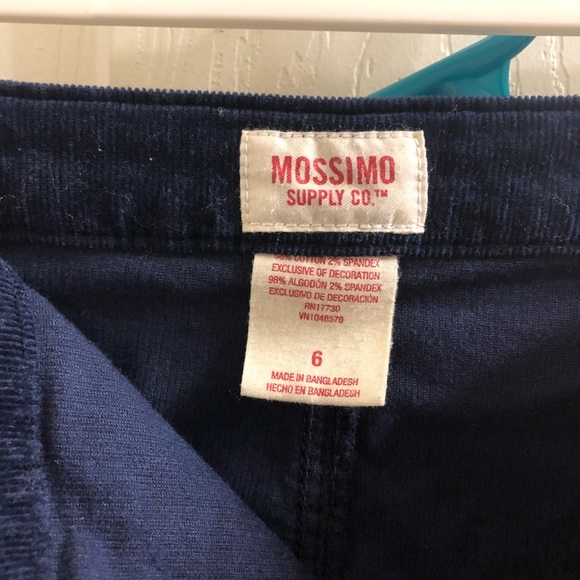 MOSSIMO
SUPPLY CO.™
98% COTTON 2% SPANDEX
EXCLUSIVE OF DECORATION
98% ALGODÓN 2% SPANDEX
EXCLUSIVO DE DECORACIÓN
RN17730
VN1048579
6
MADE IN BANGLADESH
HECHO EN BANGLADESH